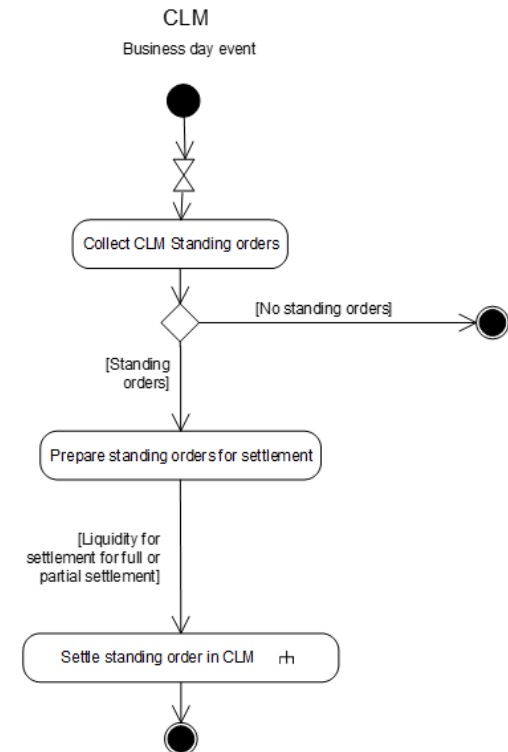 CLM
Business day event
Collect CLM Standing orders
[No standing orders]
[Standing
orders]
Prepare standing orders for settlement
[Liquidity for
settlement for full or
partial settlement]
Settle standing order in CLM